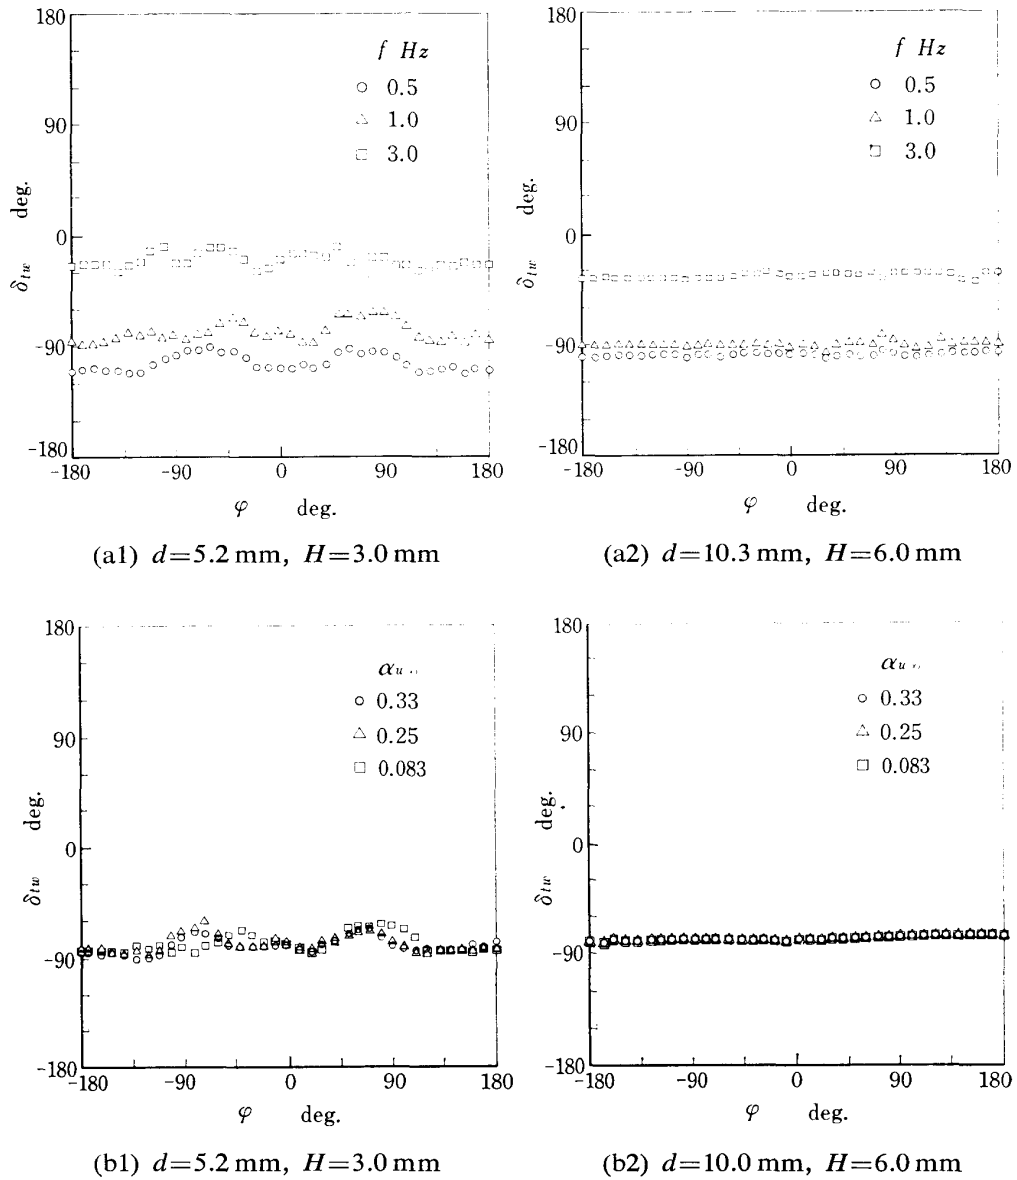 180
90
0
-90
-180
δtw deg.
f Hz
○ 0.5
△ 1.0
□ 3.0
-180 -90 0 90 180
φ deg.
(a1) d=5.2 mm, H=3.0 mm
180
90
0
-90
-180
δtw deg.
f Hz
○ 0.5
△ 1.0
□ 3.0
-180 -90 0 90 180
φ deg.
(a2) d=10.3 mm, H=6.0 mm
180
90
0
-90
-180
δtw deg.
○ 0.33
△ 0.25
□ 0.083
-180 -90 0 90 180
φ deg.
(b1) d=5.2 mm, H=3.0 mm
180
90
0
-90
-180
δtw deg.
○ 0.33
△ 0.25
□ 0.083
-180 -90 0 90 180
φ deg.
(b2) d=10.0 mm, H=6.0 mm